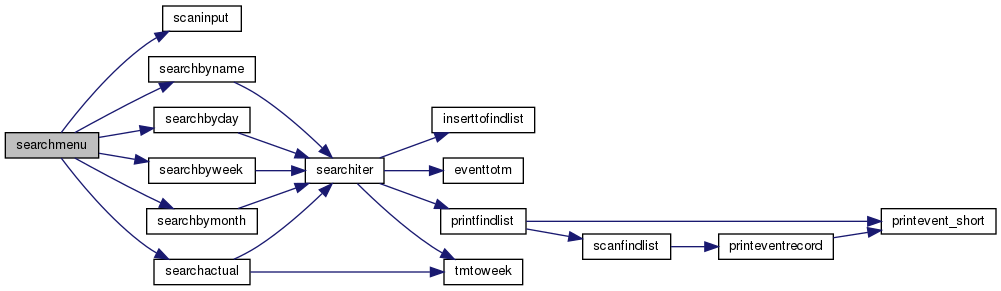 scaninput
searchbyname
searchbyday
inserttofindlist
searchmenu
searchbyweek
searchiter
eventtotm
searchbymonth
printfindlist
printevent_short
scanfindlist
printeventrecord
searchactual
tmtoweek